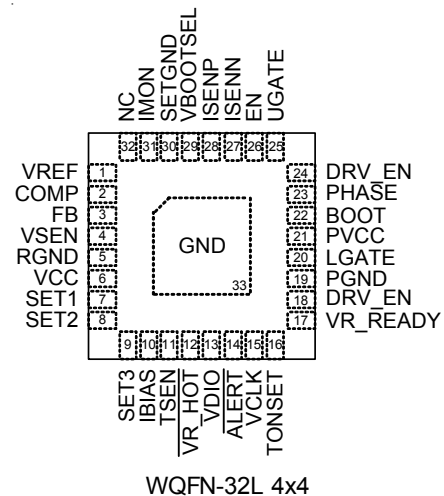 NC
IMON
SETGND
VBOOTSEL
ISENP
ISENN
EN
UGATE
32
31
30
29
28
27
26
25
VREF 1
COMP 2
FB 3
VSEN 4
RGND 5
VCC 6
SET1 7
SET2 8
GND
33
24 DRV_EN
23 PHASE
22 BOOT
21 PVCC
20 LGATE
19 PGND
18 DRV_EN
17 VR_READY
9
10
11
12
13
14
15
16
SET3
IBIAS
TSEN
VR_HOT
VDIO
ALERT
VCLK
TONSET
WQFN-32L 4x4